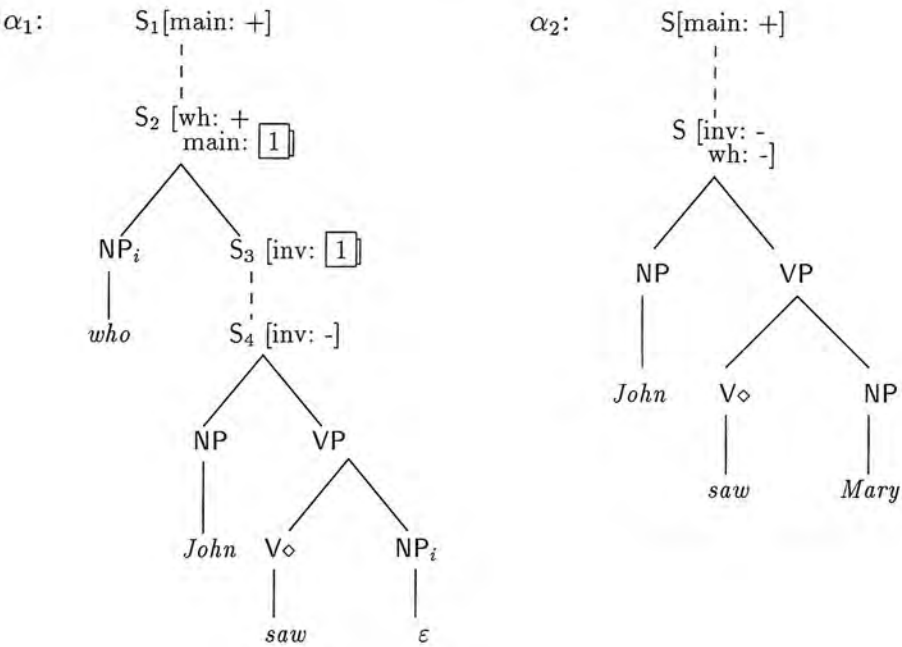 α₁: S₁[main: +] α₂: S[main: +]
S₂ [wh: + S [inv: -
main: 1] wh: -]
NPᵢ S₃ [inv: 1] NP VP
who S₄ [inv: -]
John V◇ NP
NP VP
saw Mary
John V◇ NPᵢ
saw ε